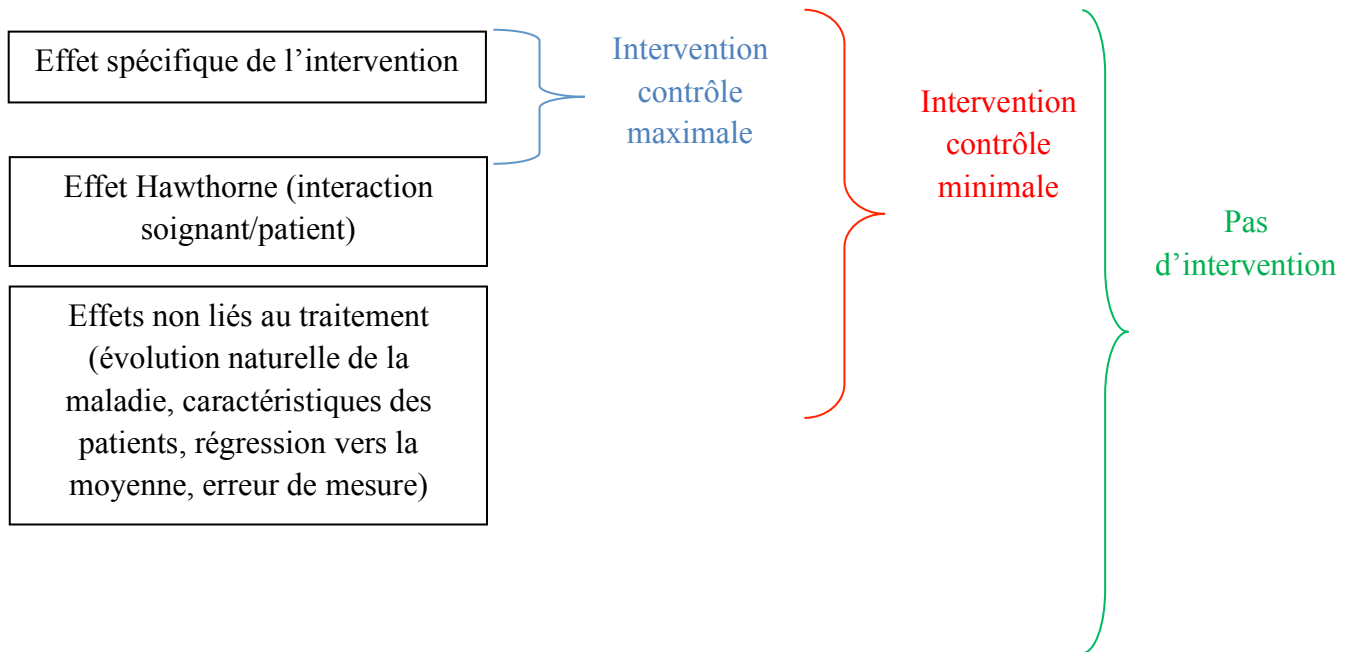 Effet spécifique de l’intervention
Effet Hawthorne (interaction
soignant/patient)
Effets non liés au traitement
(évolution naturelle de la
maladie, caractéristiques des
patients, régression vers la
moyenne, erreur de mesure)
Intervention
contrôle
maximale
Intervention
contrôle
minimale
Pas
d’intervention